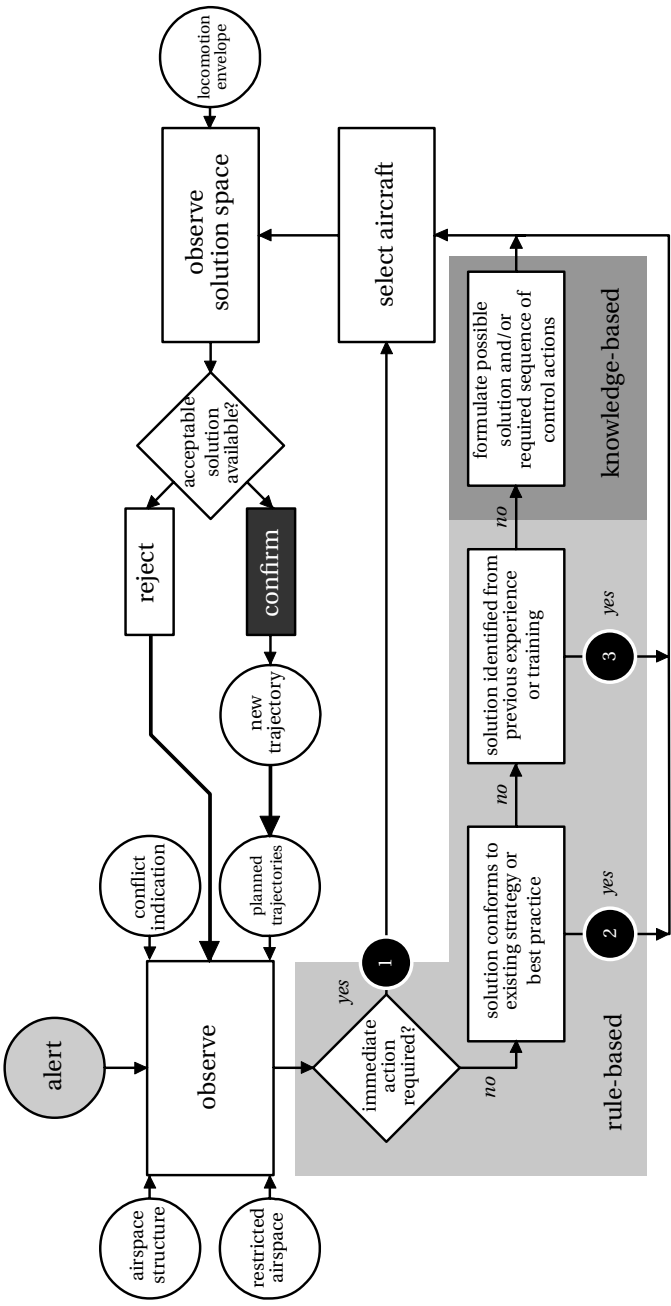 alert
airspace
structure
restricted
airspace
observe
conflict
indication
planned
trajectories
new
trajectory
reject
confirm
acceptable
solution
available?
observe
solution space
locomotion
envelope
immediate
action
required?
yes
1
select aircraft
no
solution conforms to
existing strategy or
best practice
no
solution identified from
previous experience
or training
no
formulate possible
solution and/or
required sequence of
control actions
2
yes
3
yes
rule-based
knowledge-based